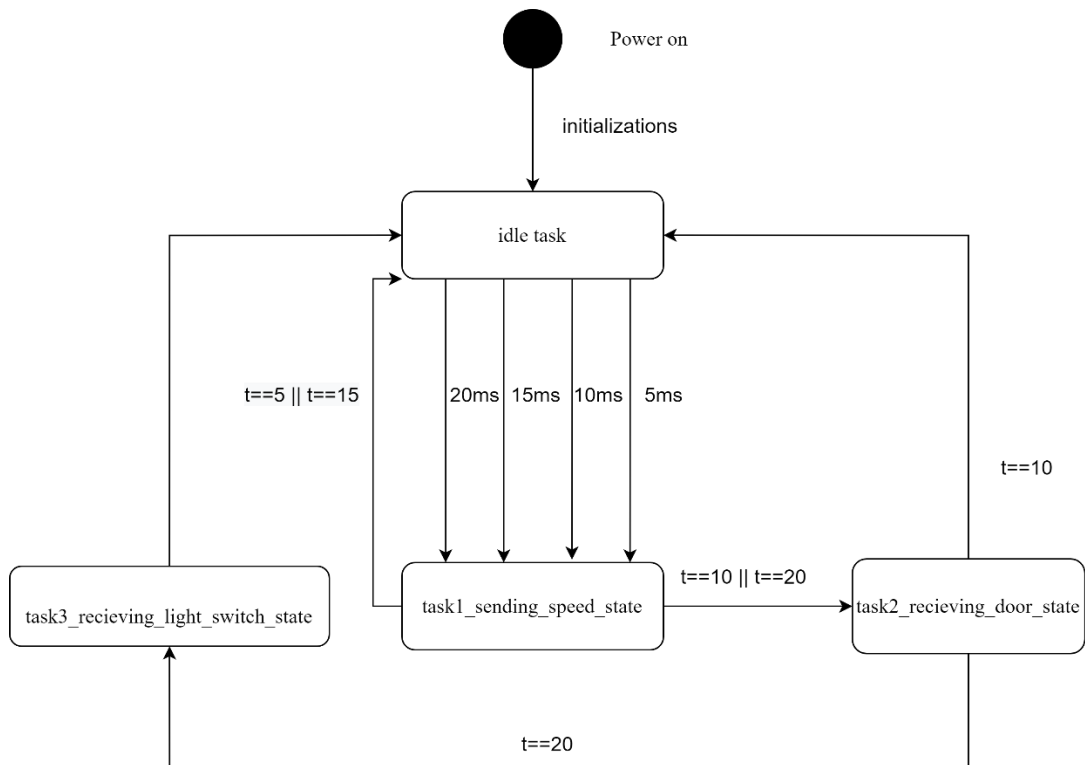 Power on
initializations
idle task
t==5 || t==15
20ms
15ms
10ms
5ms
t==10
t==10 || t==20
task3_recieving_light_switch_state
task1_sending_speed_state
task2_recieving_door_state
t==20